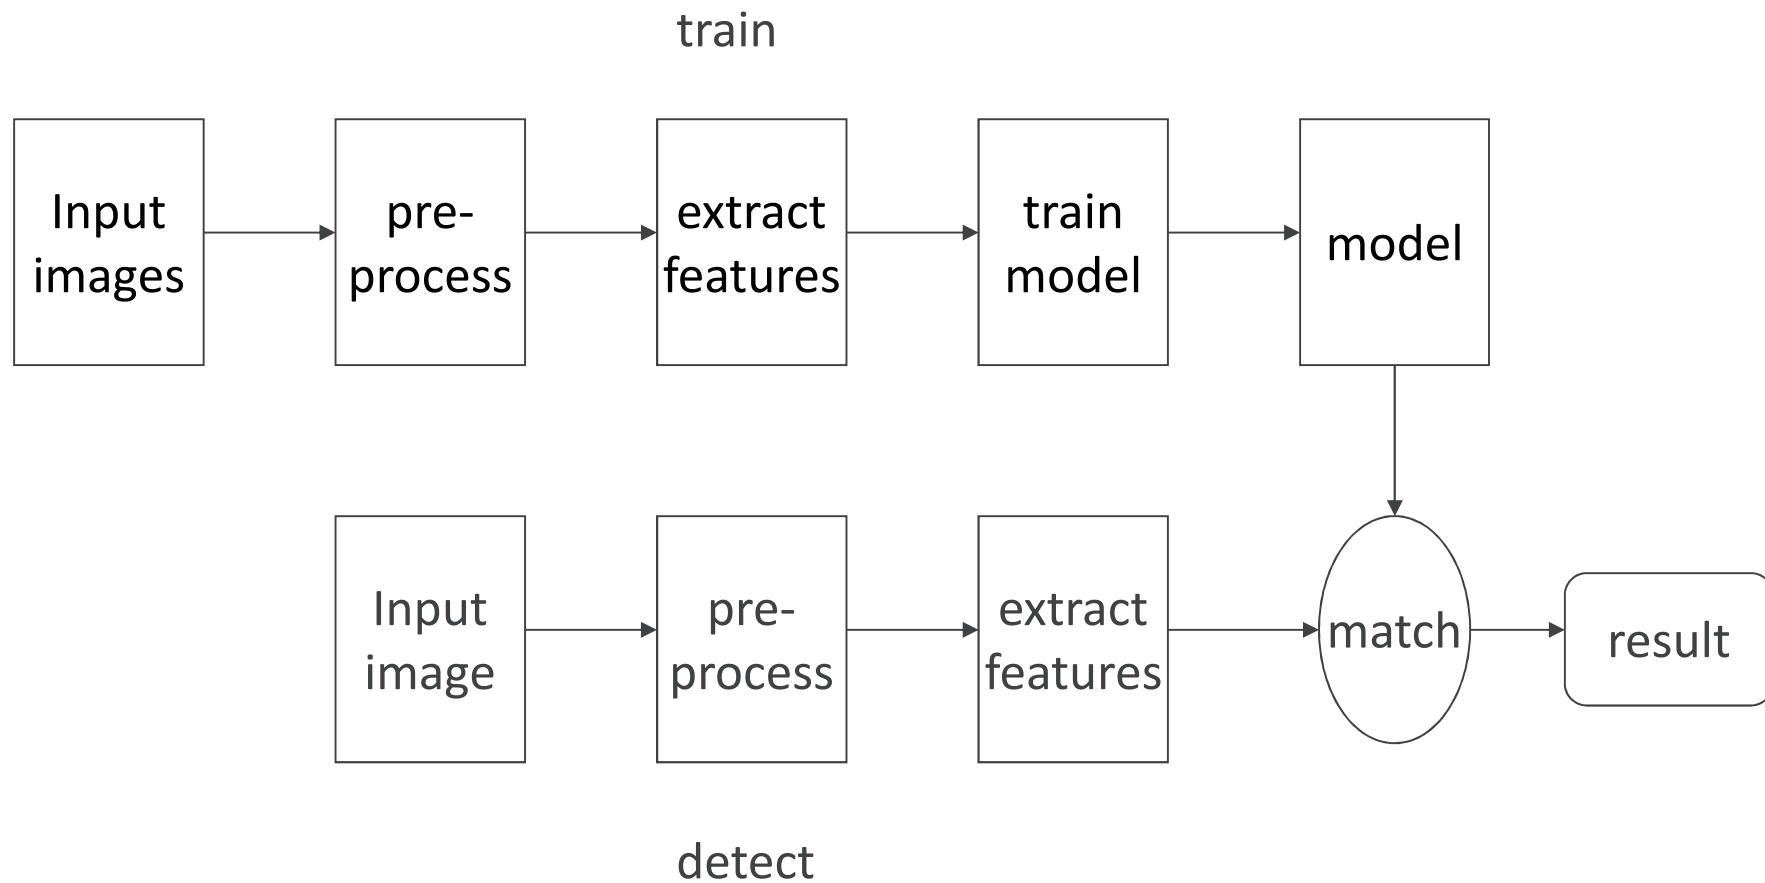 train
Input
images
pre-
process
extract
features
train
model
model
Input
image
pre-
process
extract
features
match
result
detect